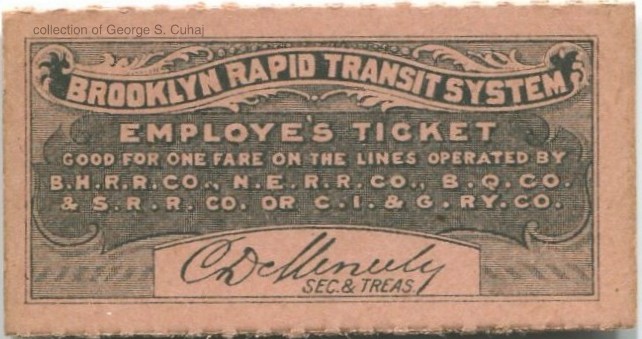 collection of George S. Cuhaj
BROOKLYN RAPID TRANSIT SYSTEM
EMPLOYE'S TICKET
GOOD FOR ONE FARE ON THE LINES OPERATED BY
B.H.R.R.CO., N.E.R.R.CO., B.Q.CO.
& S.R.R. CO. OR C.I. & G. RY. CO.
C D Meneely
SEC. & TREAS.